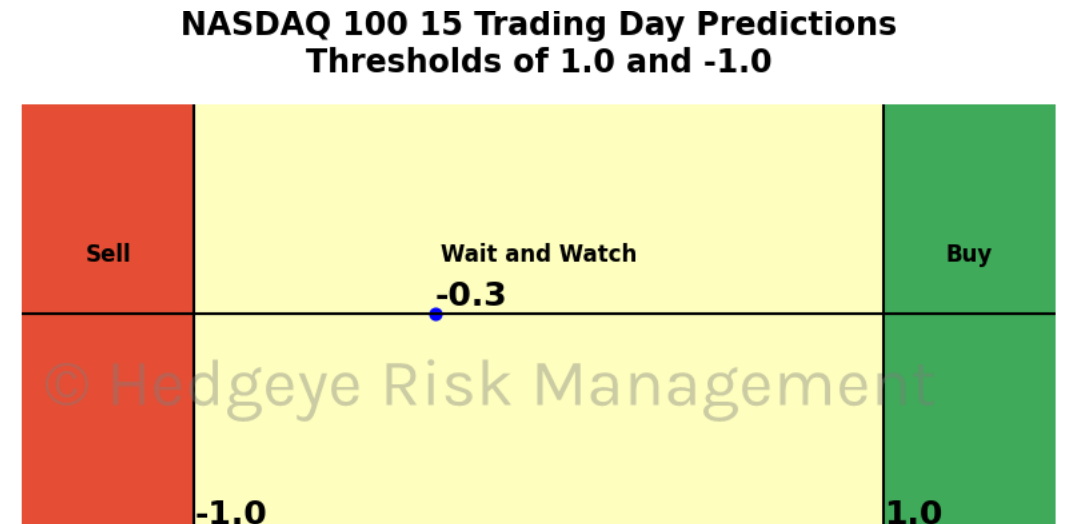 NASDAQ 100 15 Trading Day Predictions
Thresholds of 1.0 and -1.0
Sell
Wait and Watch
Buy
-0.3
© Hedgeye Risk Management
-1.0
1.0